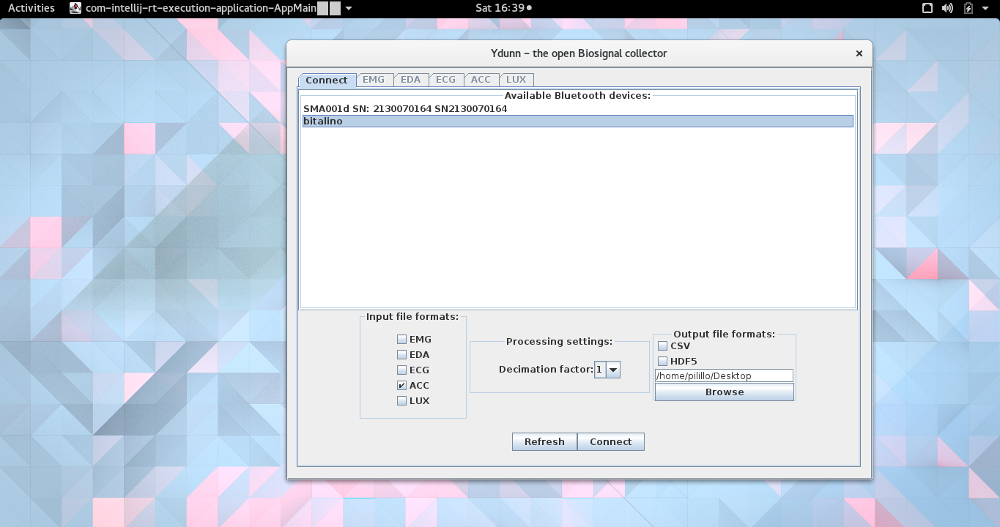 Activities com-intellij-rt-execution-application-AppMain Sat 16:39
Ydunn – the open Biosignal collector ×
Connect EMG EDA ECG ACC LUX
Available Bluetooth devices:
SMA001d SN: 2130070164 SN2130070164
bitalino
Input file formats:
EMG
EDA
ECG
ACC
LUX
Processing settings:
Decimation factor: 1
Output file formats:
CSV
HDF5
/home/pilillo/Desktop
Browse
Refresh Connect